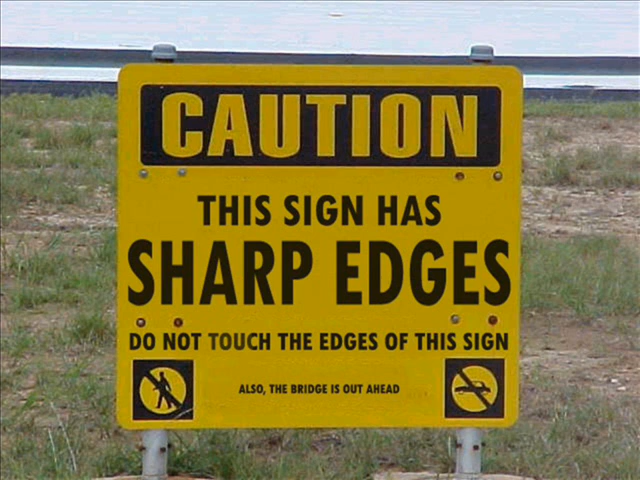 CAUTION
THIS SIGN HAS
SHARP EDGES
DO NOT TOUCH THE EDGES OF THIS SIGN
ALSO, THE BRIDGE IS OUT AHEAD